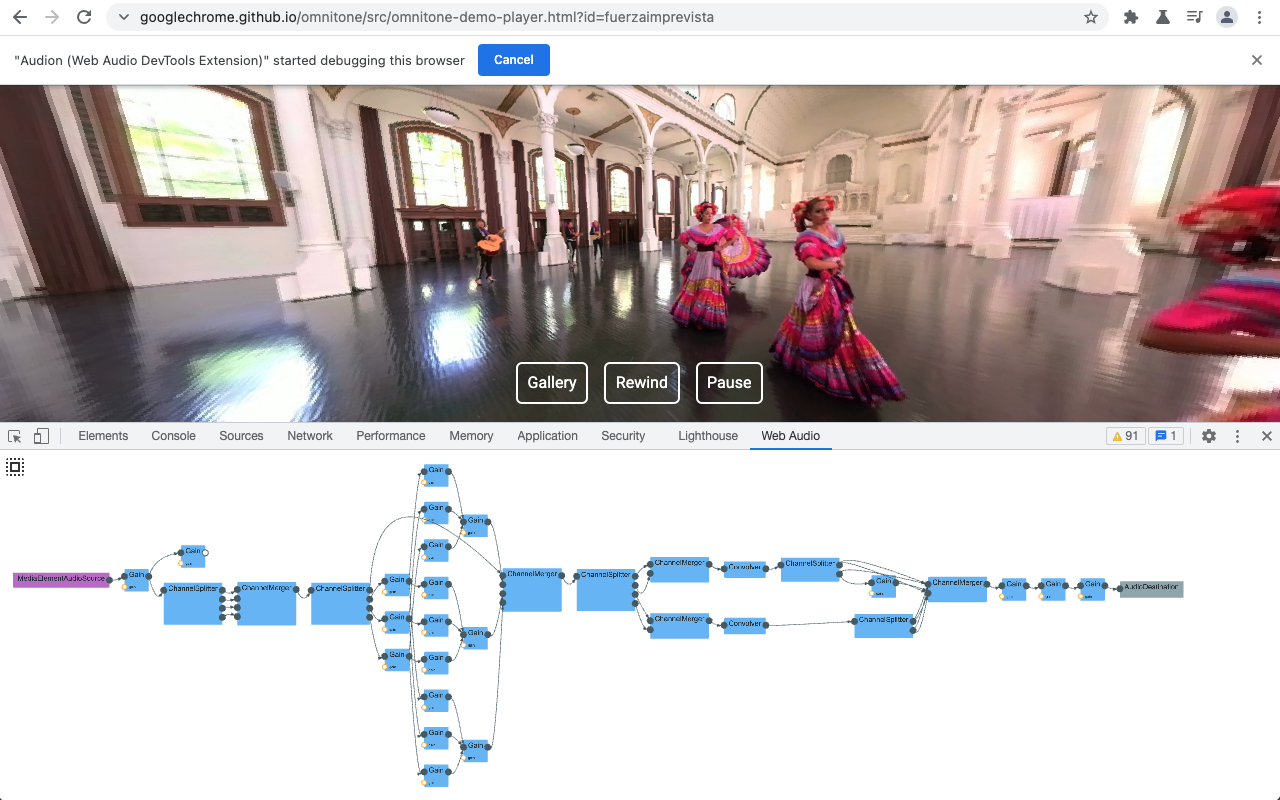 googlechrome.github.io/omnitone/src/omnitone-demo-player.html?id=fuerzaimprevista
"Audion (Web Audio DevTools Extension)" started debugging this browser Cancel
Gallery Rewind Pause
Elements Console Sources Network Performance Memory Application Security Lighthouse Web Audio 91 1
Gain
Gain
Gain
Gain
Gain
MediaElementAudioSource Gain
ChannelSplitter ChannelMerger ChannelSplitter
Gain
Gain
Gain
Gain
Gain
Gain
Gain
Gain
Gain
Gain
Gain
Gain
ChannelMerger ChannelSplitter
ChannelMerger Convolver ChannelSplitter
Gain
ChannelMerger Convolver ChannelSplitter
ChannelMerger Gain Gain Gain AudioDestination